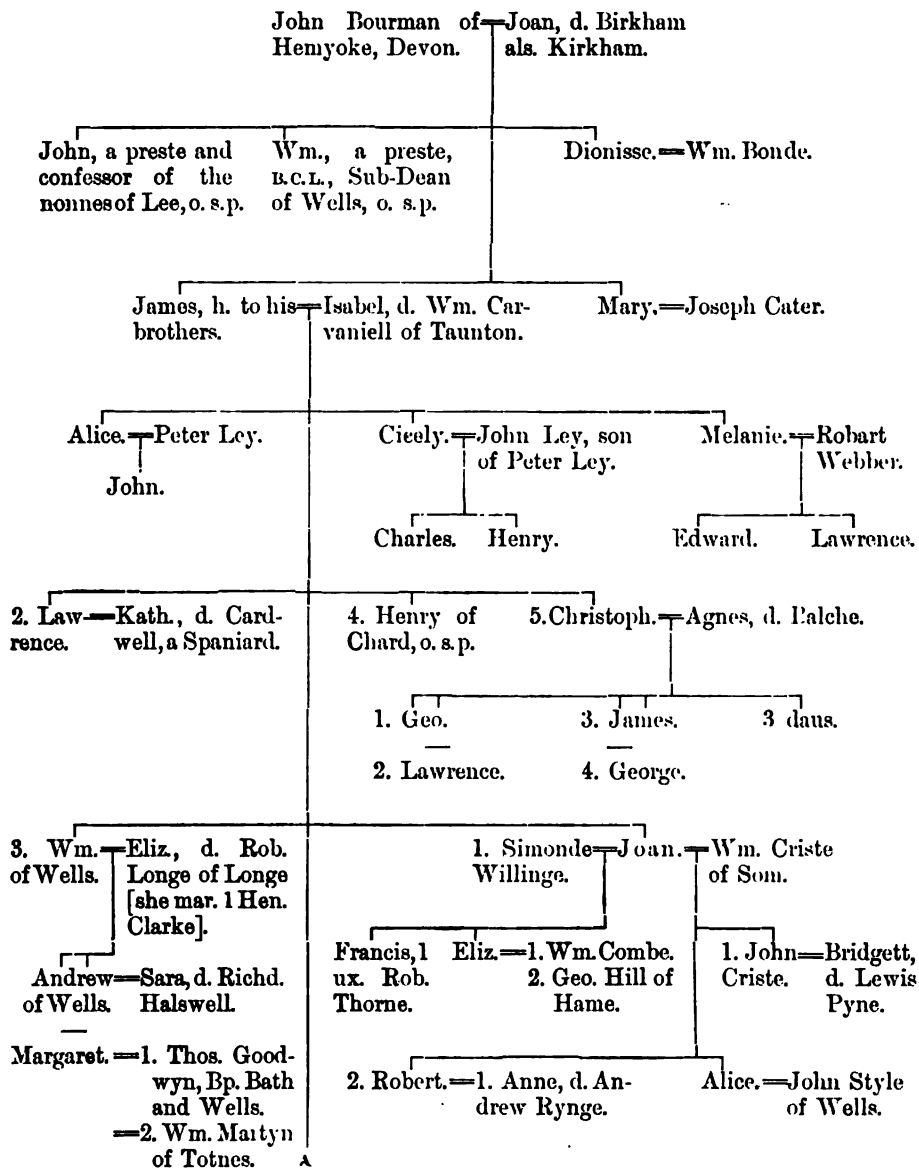 John Bourman of═Joan, d. Birkham
Hemyoke, Devon. als. Kirkham.
John, a preste and Wm., a preste, Dionisse.═Wm. Bonde.
confessor of the B.C.L., Sub-Dean
nonnes of Lee, o. s.p. of Wells, o. s.p.
James, h. to his═Isabel, d. Wm. Car- Mary.═Joseph Cater.
brothers. vaniell of Taunton.
Alice.═Peter Ley. Cicely.═John Ley, son Melanie.═Robart
of Peter Ley. Webber.
John.
Charles. Henry. Edward. Lawrence.
2. Law-═Kath., d. Card- 4. Henry of 5. Christoph.═Agnes, d. Palche.
rence. well, a Spaniard. Chard, o. s.p.
1. Geo. 3. James. 3 daus.
2. Lawrence. 4. George.
3. Wm.═Eliz., d. Rob. 1. Simonde═Joan.═Wm. Criste
of Wells. Longe of Longe Willinge. of Som.
[she mar. 1 Hen.
Clarke].
Francis, 1 Eliz.═1. Wm. Combe. 1. John═Bridgett,
ux. Rob. 2. Geo. Hill of Criste. d. Lewis
Thorne. Hame. Pyne.
Andrew═Sara, d. Richd.
of Wells. Halswell.
Margaret.═1. Thos. Good-
wyn, Bp. Bath
and Wells.
═2. Wm. Martyn
of Totnes.
2. Robert.═1. Anne, d. An- Alice.═John Style
drew Rynge. of Wells.
A